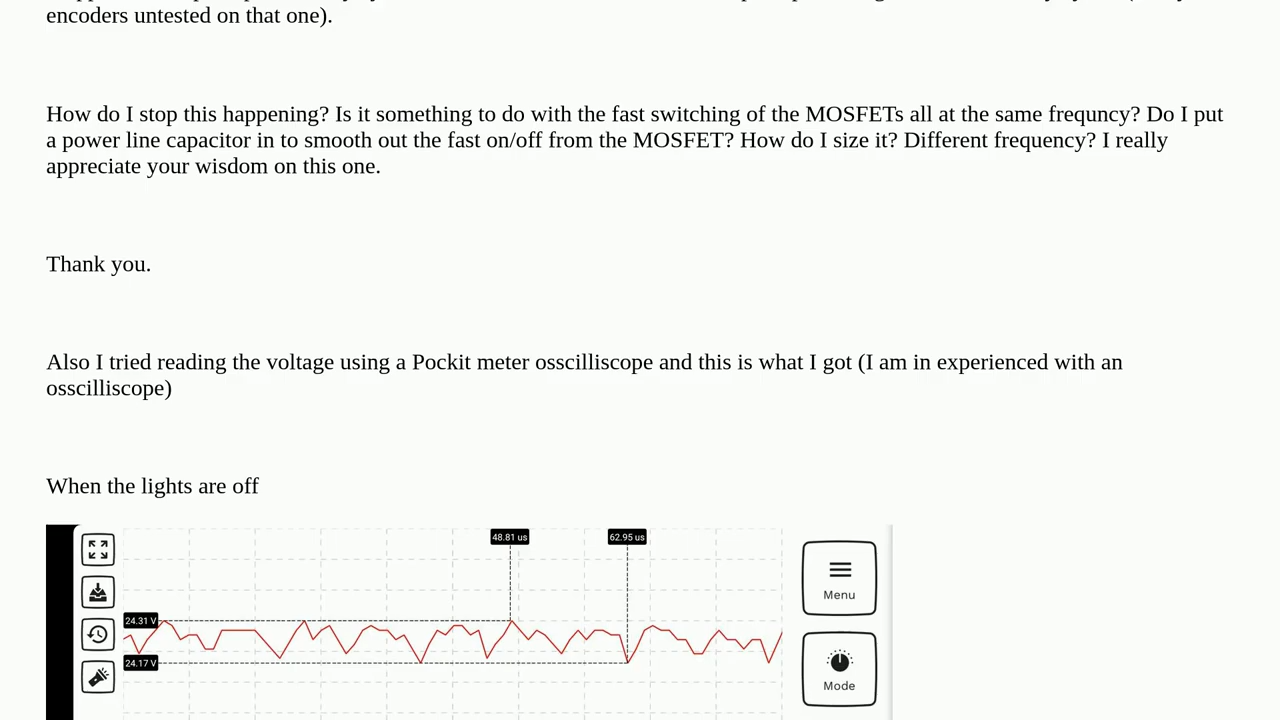 encoders untested on that one).
How do I stop this happening? Is it something to do with the fast switching of the MOSFETs all at the same frequncy? Do I put
a power line capacitor in to smooth out the fast on/off from the MOSFET? How do I size it? Different frequency? I really
appreciate your wisdom on this one.
Thank you.
Also I tried reading the voltage using a Pockit meter osscilliscope and this is what I got (I am in experienced with an
osscilliscope)
When the lights are off
48.81 us
62.95 us
24.31 V
24.17 V
Menu
Mode